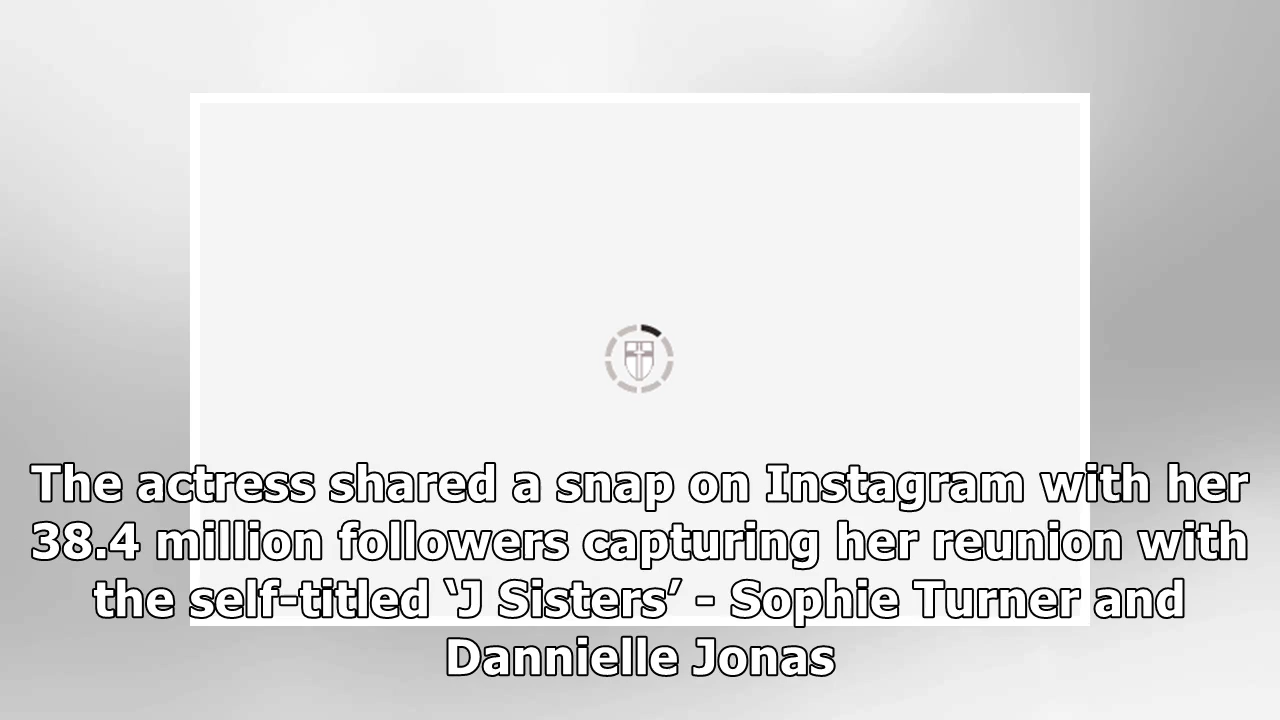 The actress shared a snap on Instagram with her
38.4 million followers capturing her reunion with
the self-titled ‘J Sisters’ - Sophie Turner and
Dannielle Jonas